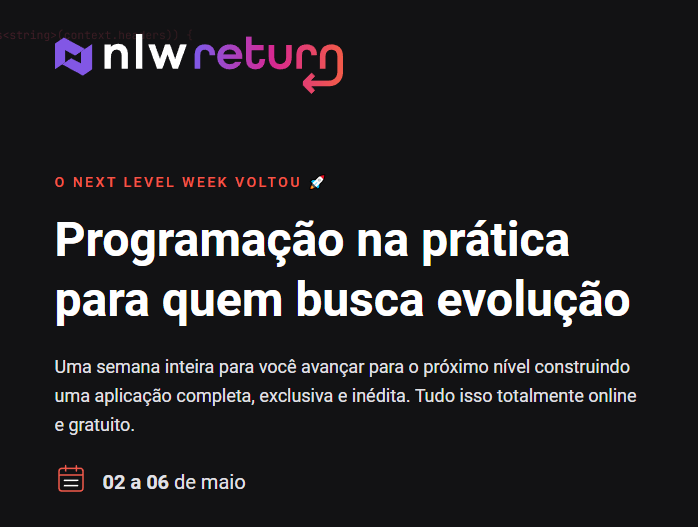 s<string>(context.headers)) {
nlw return
O NEXT LEVEL WEEK VOLTOU 🚀
Programação na prática
para quem busca evolução
Uma semana inteira para você avançar para o próximo nível construindo
uma aplicação completa, exclusiva e inédita. Tudo isso totalmente online
e gratuito.
02 a 06 de maio